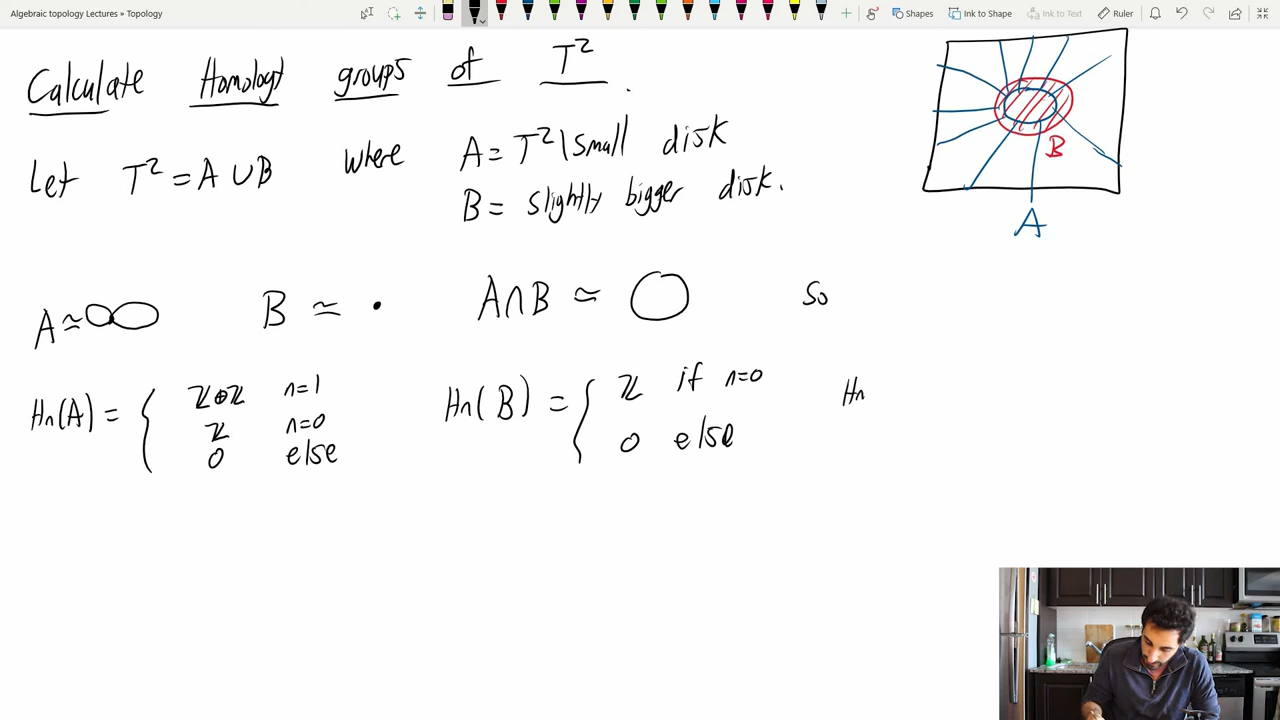 Algebraic topology Lectures » Topology
Shapes
Ink to Shape
Ink to Text
Ruler
Calculate Homology groups of T².
Let T² = A ∪ B where A = T² \ small disk
B = slightly bigger disk.
B
A
A ≃ B ≃ • A∩B ≃ ◯ So
Hn(A) = { ℤ⊕ℤ n=1
ℤ n=0
0 else
Hn(B) = { ℤ if n=0
0 else
Hn